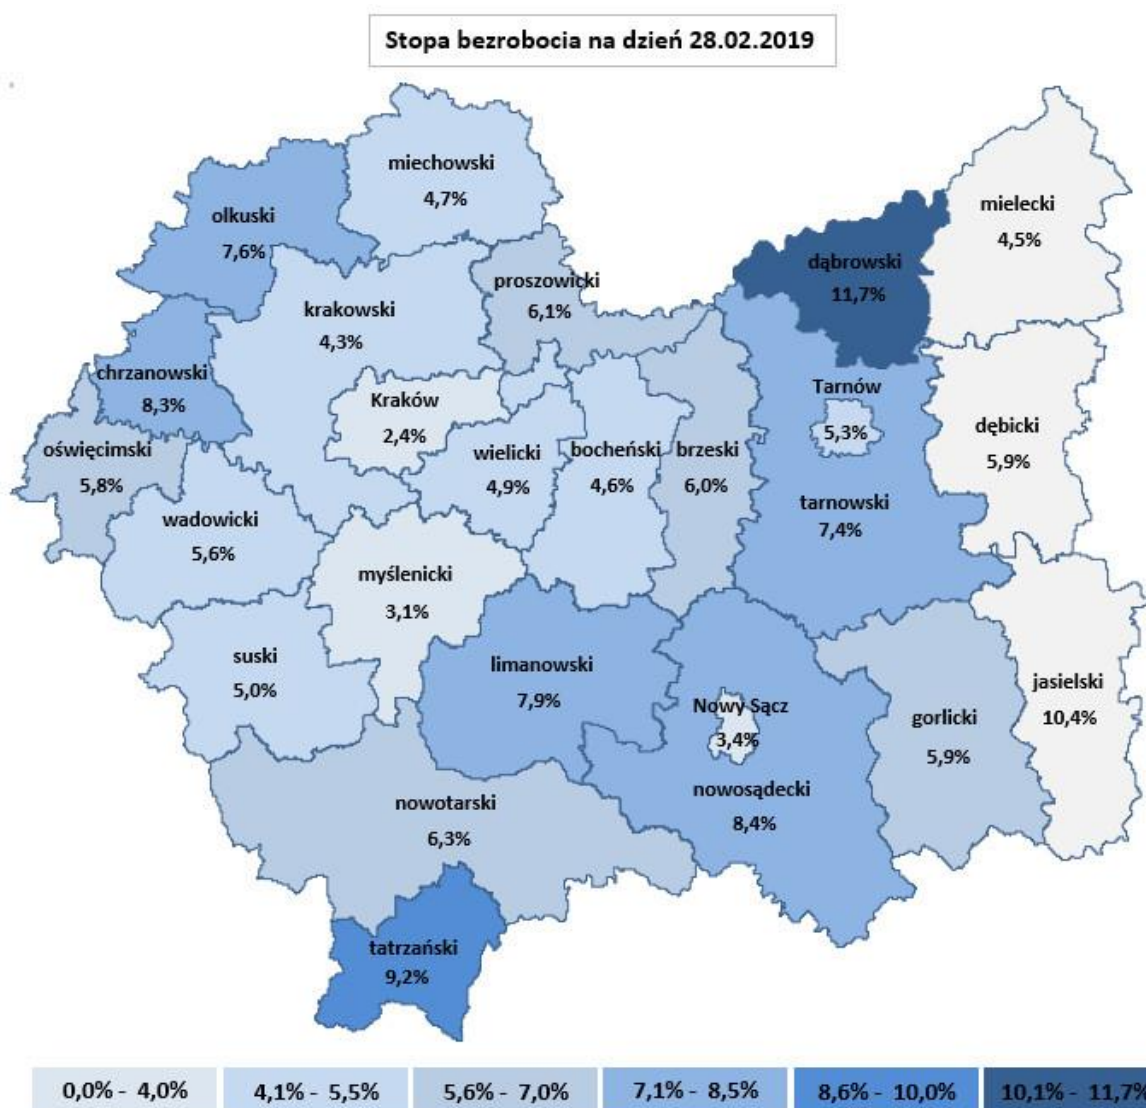 Stopa bezrobocia na dzień 28.02.2019
miechowski
4,7%
olkuski
7,6%
mielecki
4,5%
dąbrowski
11,7%
proszowicki
6,1%
krakowski
4,3%
chrzanowski
8,3%
Kraków
2,4%
Tarnów
5,3%
dębicki
5,9%
oświęcimski
5,8%
wielicki
4,9%
bocheński
4,6%
brzeski
6,0%
tarnowski
7,4%
wadowicki
5,6%
myślenicki
3,1%
suski
5,0%
limanowski
7,9%
Nowy Sącz
3,4%
gorlicki
5,9%
jasielski
10,4%
nowosądecki
8,4%
nowotarski
6,3%
tatrzański
9,2%
0,0% - 4,0% 4,1% - 5,5% 5,6% - 7,0% 7,1% - 8,5% 8,6% - 10,0% 10,1% - 11,7%